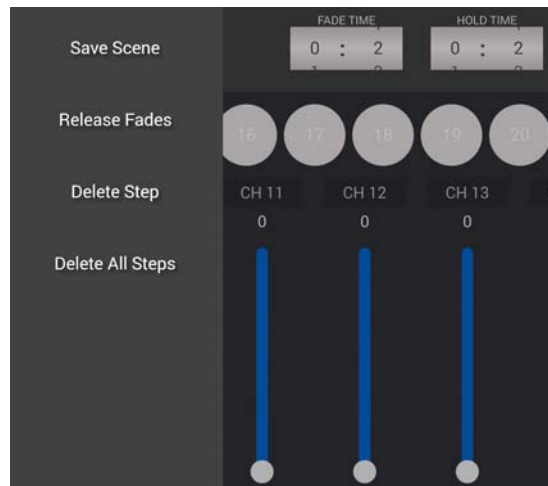 FADE TIME HOLD TIME
Save Scene 0 : 2 0 : 2
Release Fades
16 17 18 19 20
Delete Step CH 11 CH 12 CH 13
0 0 0
Delete All Steps